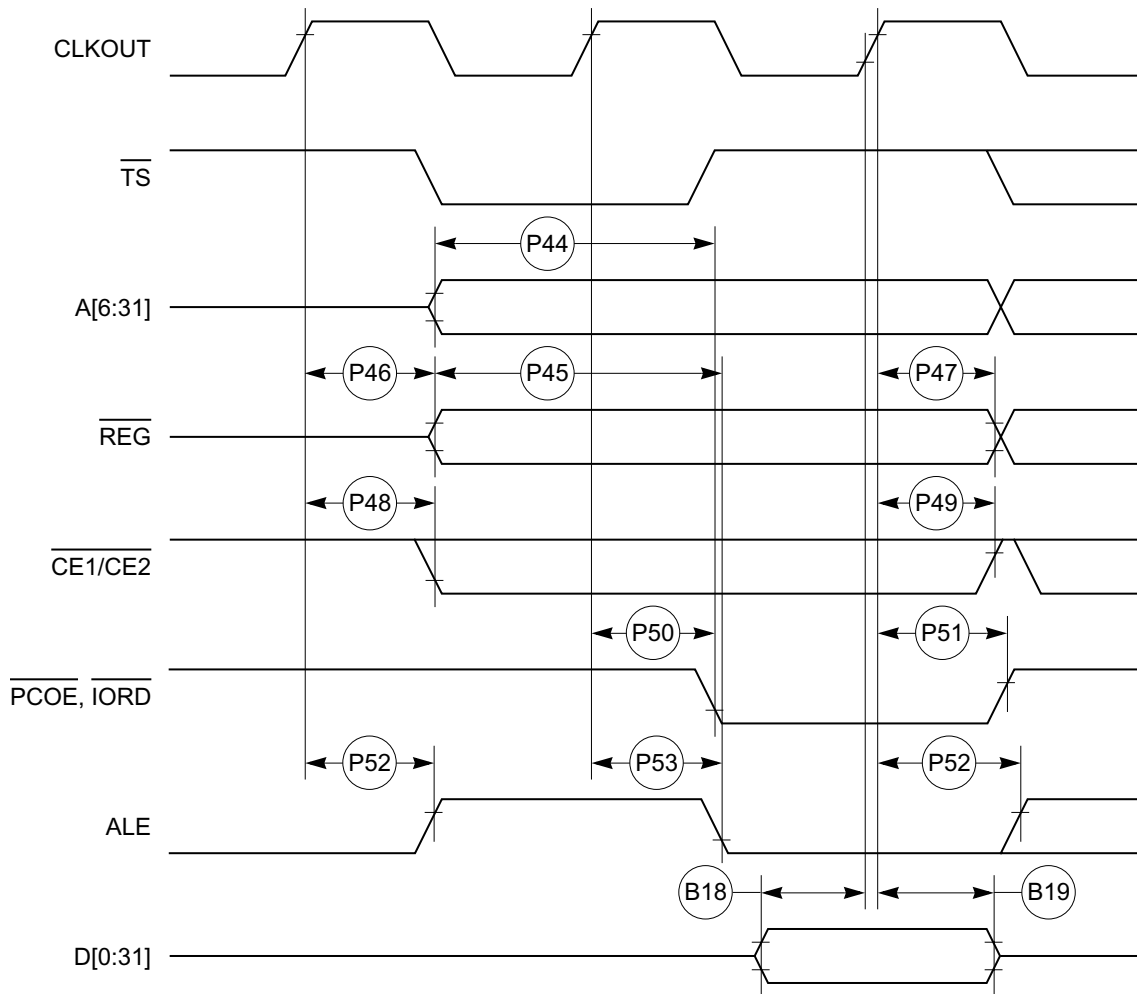 CLKOUT
TS
P44
A[6:31]
P46 P45 P47
REG
P48 P49
CE1/CE2
P50 P51
PCOE, IORD
P52 P53 P52
ALE
B18 B19
D[0:31]